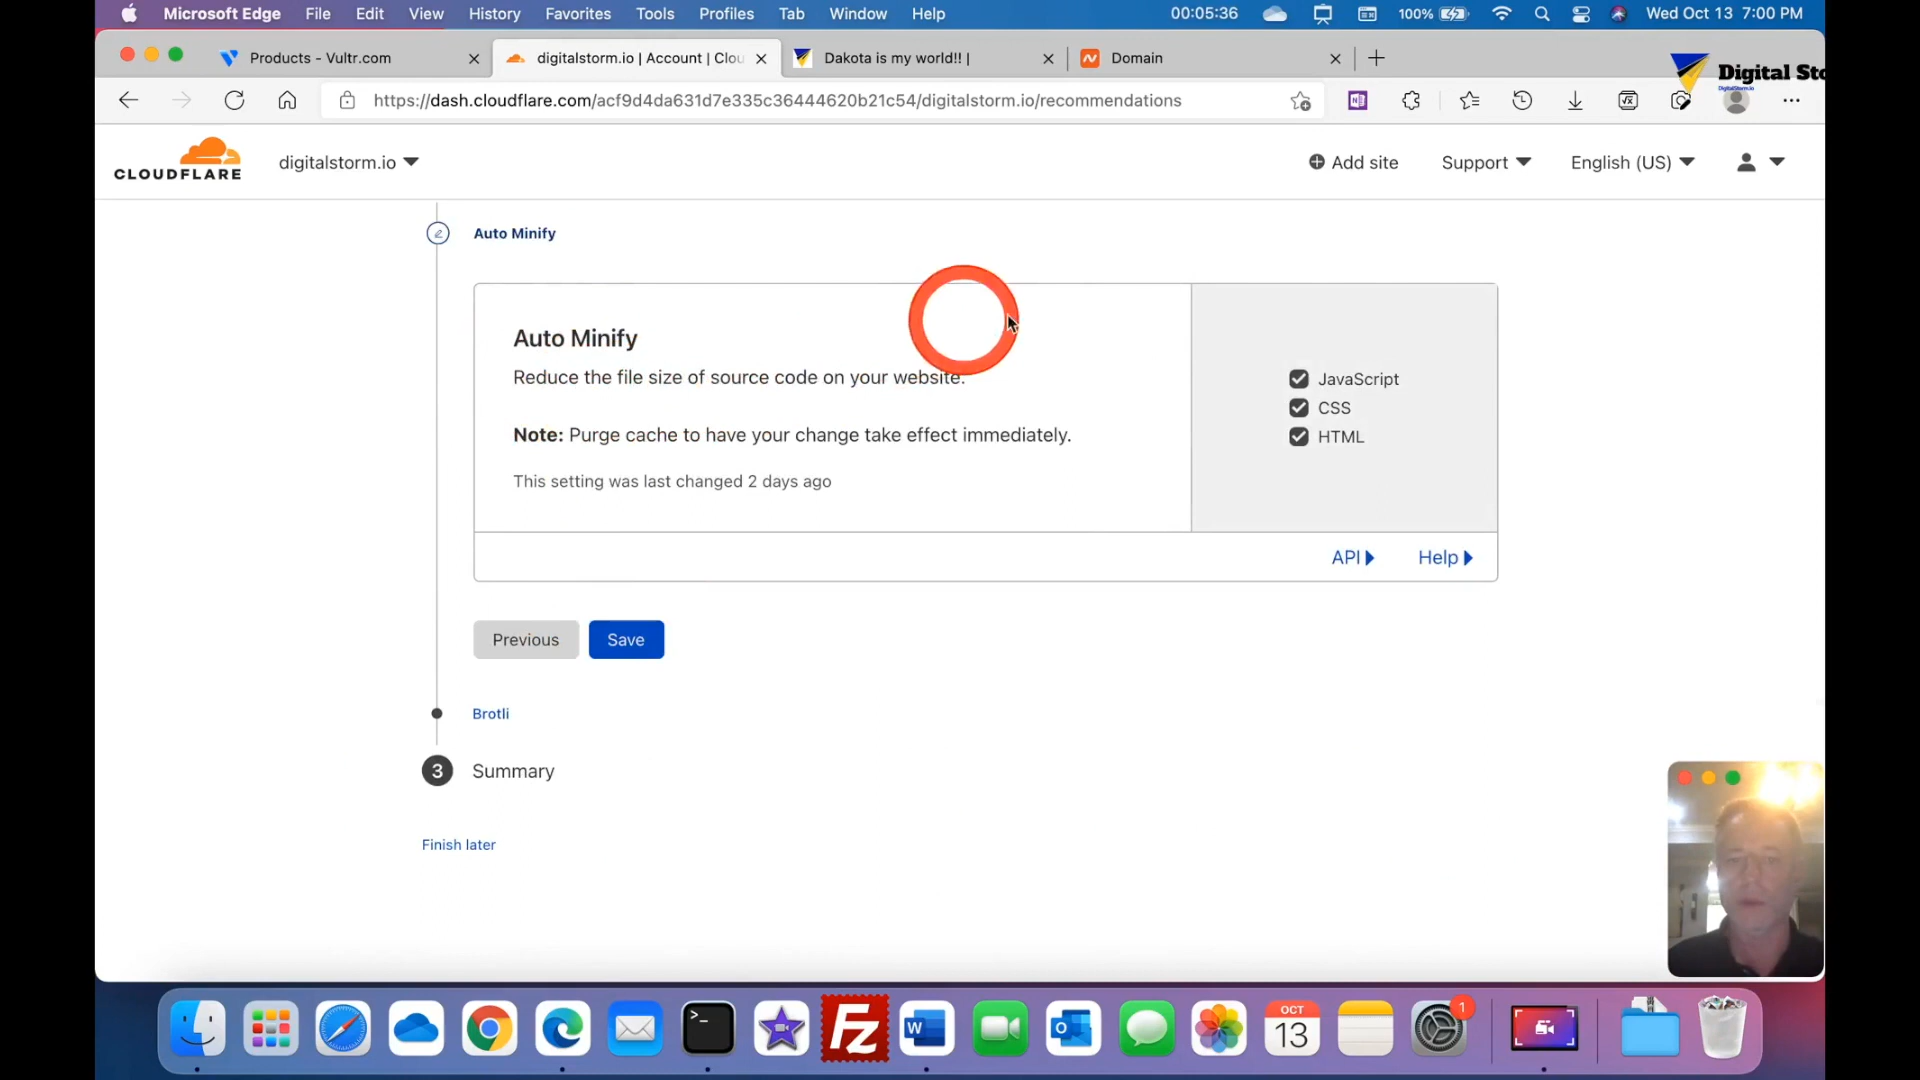 Microsoft Edge File Edit View History Favorites Tools Profiles Tab Window Help 00:05:36 100% Wed Oct 13 7:00 PM
Products - Vultr.com digitalstorm.io | Account | Clou Dakota is my world!! | Domain
Digital Sto
DigitalStorm.io
https://dash.cloudflare.com/acf9d4da631d7e335c36444620b21c54/digitalstorm.io/recommendations
CLOUDFLARE digitalstorm.io Add site Support English (US)
Auto Minify
Auto Minify
Reduce the file size of source code on your website.
Note: Purge cache to have your change take effect immediately.
This setting was last changed 2 days ago
JavaScript
CSS
HTML
API Help
Previous Save
Brotli
3 Summary
Finish later
>_ Fz W O OCT 1
13